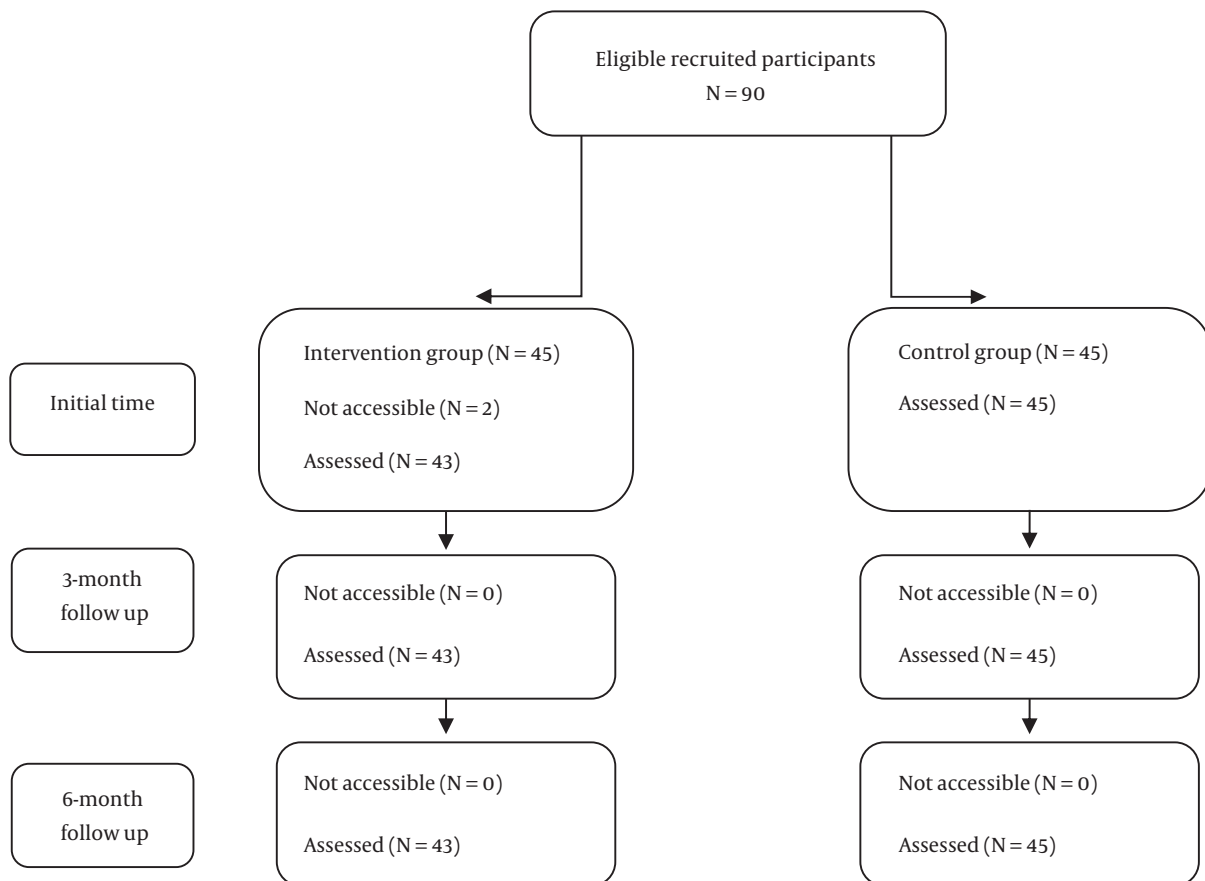 Eligible recruited participants
N = 90
Initial time
Intervention group (N = 45)
Not accessible (N = 2)
Assessed (N = 43)
Control group (N = 45)
Assessed (N = 45)
3-month
follow up
Not accessible (N = 0)
Assessed (N = 43)
Not accessible (N = 0)
Assessed (N = 45)
6-month
follow up
Not accessible (N = 0)
Assessed (N = 43)
Not accessible (N = 0)
Assessed (N = 45)